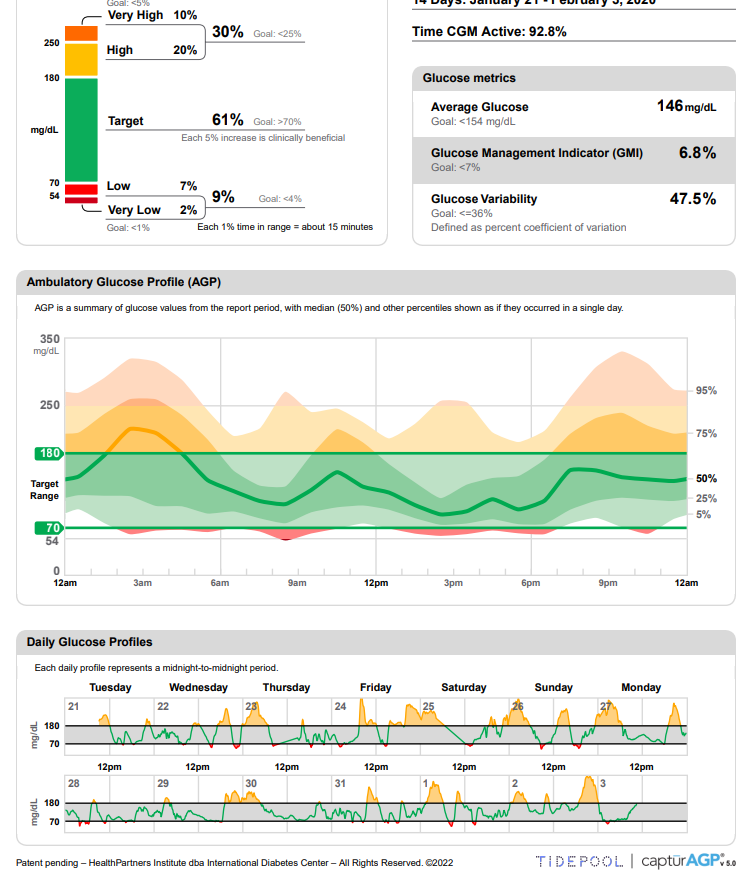 Goal: <5%
14 Days: January 21 - February 3, 2020
Very High 10%
30% Goal: <25%
High 20%
250
180
mg/dL
70
54
Target
61% Goal: >70%
Each 5% increase is clinically beneficial
Low 7%
9% Goal: <4%
Very Low 2%
Goal: <1%
Each 1% time in range = about 15 minutes
Time CGM Active: 92.8%
Glucose metrics
Average Glucose 146 mg/dL
Goal: <154 mg/dL
Glucose Management Indicator (GMI) 6.8%
Goal: <7%
Glucose Variability 47.5%
Goal: <=36%
Defined as percent coefficient of variation
Ambulatory Glucose Profile (AGP)
AGP is a summary of glucose values from the report period, with median (50%) and other percentiles shown as if they occurred in a single day.
350
mg/dL
250
180
Target
Range
70
54
0
95%
75%
50%
25%
5%
12am 3am 6am 9am 12pm 3pm 6pm 9pm 12am
Daily Glucose Profiles
Each daily profile represents a midnight-to-midnight period.
Tuesday Wednesday Thursday Friday Saturday Sunday Monday
21 22 23 24 25 26 27
mg/dL
180
70
12pm 12pm 12pm 12pm 12pm 12pm 12pm
28 29 30 31 1 2 3
mg/dL
180
70
Patent pending – HealthPartners Institute dba International Diabetes Center – All Rights Reserved. ©2022
TIDEPOOL | captūrAGP® v 5.0